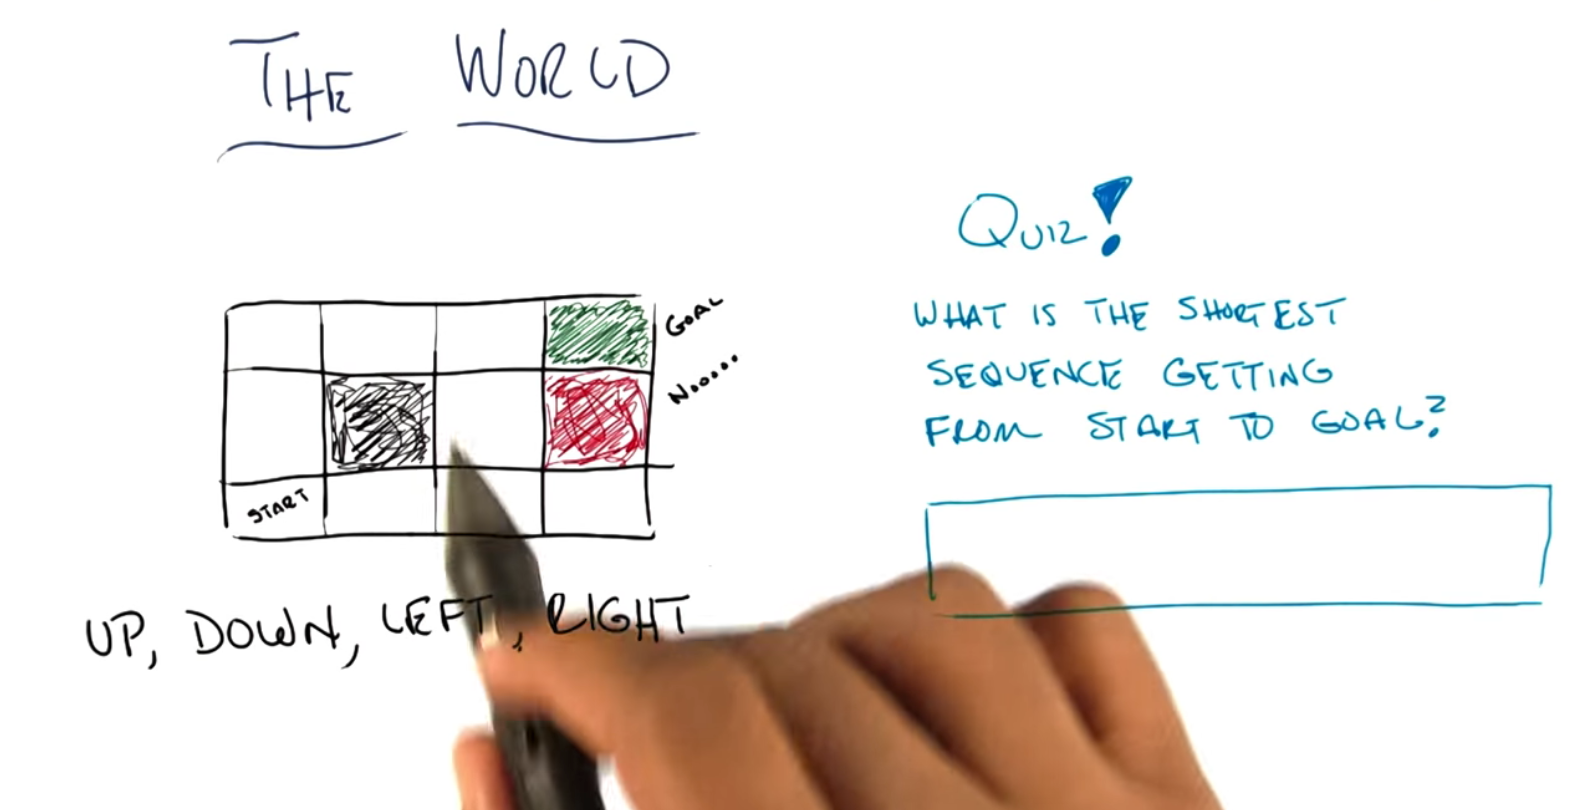 THE WORLD
QUIZ!
WHAT IS THE SHORTEST
SEQUENCE GETTING
FROM START TO GOAL?
GOAL
Noooo....
START
UP, DOWN, LEFT, RIGHT